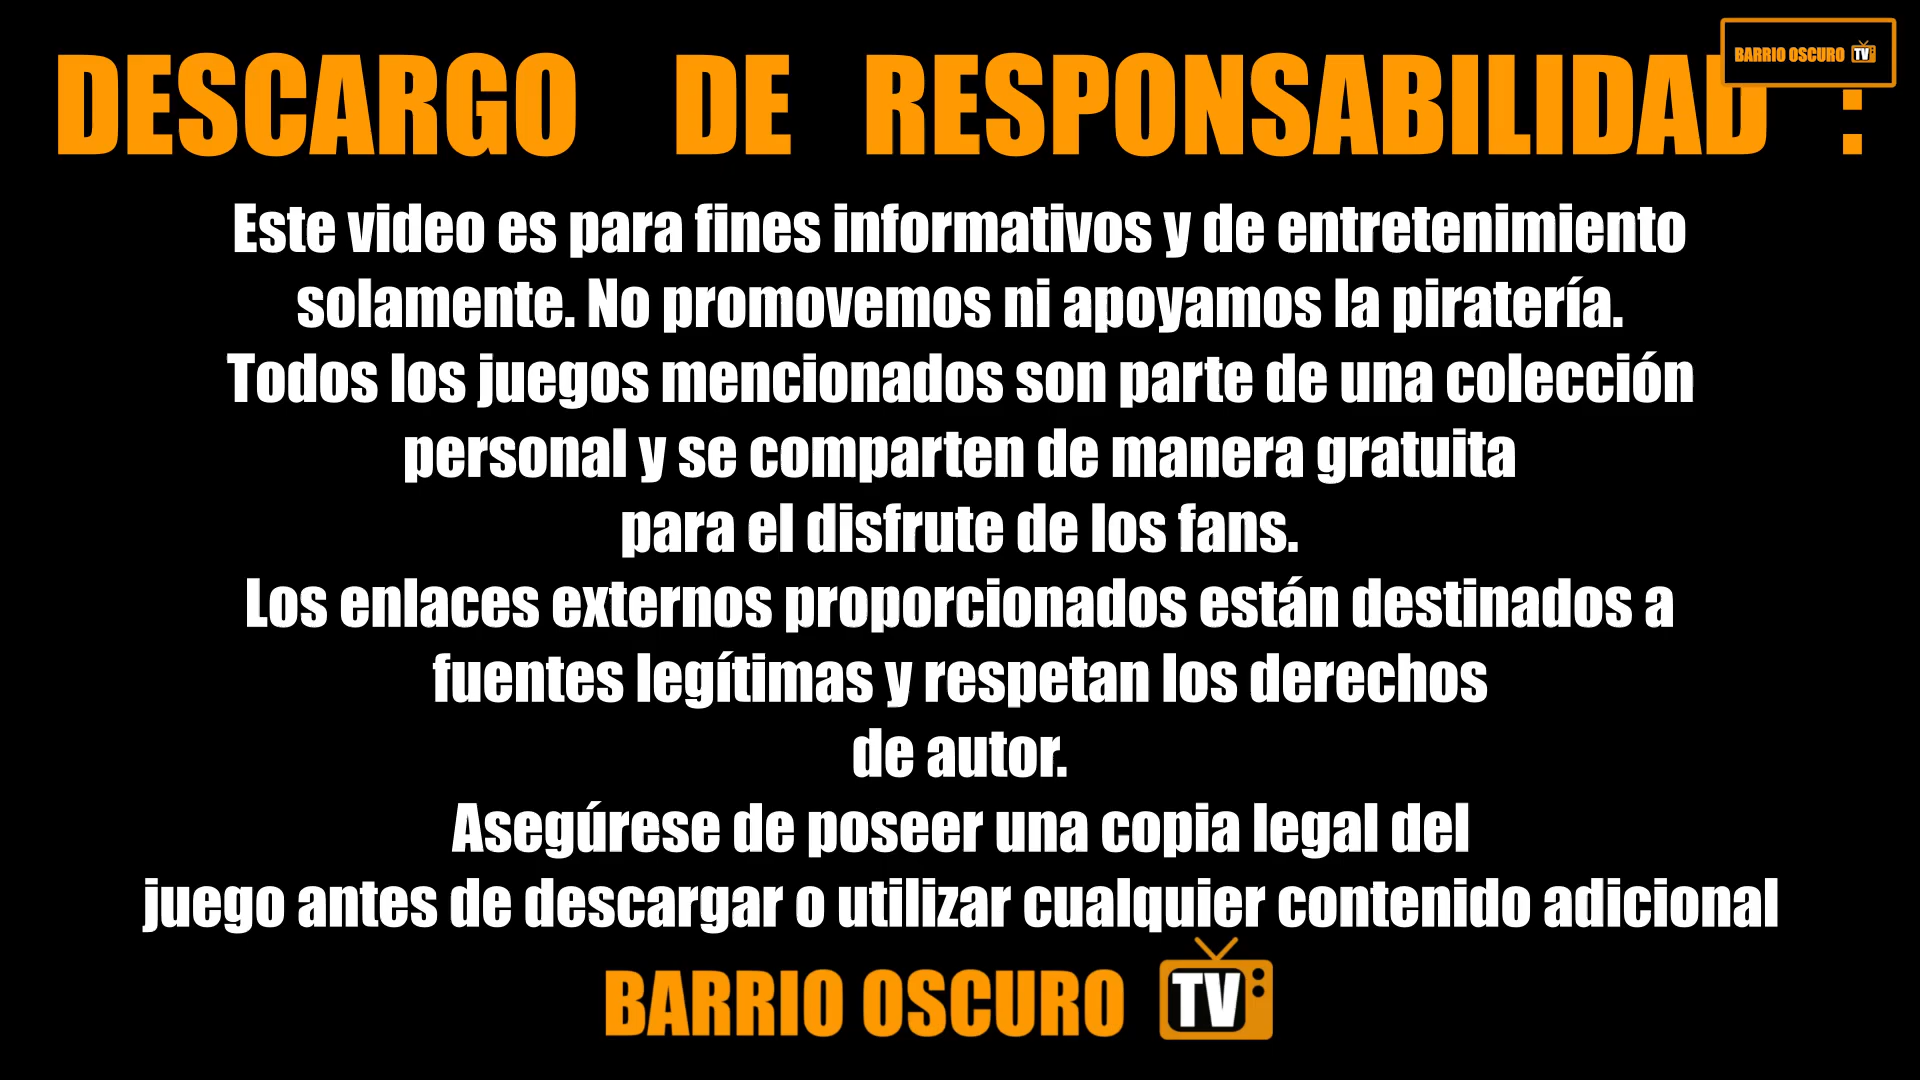 BARRIO OSCURO TV
DESCARGO DE RESPONSABILIDAD :
Este video es para fines informativos y de entretenimiento
solamente. No promovemos ni apoyamos la piratería.
Todos los juegos mencionados son parte de una colección
personal y se comparten de manera gratuita
para el disfrute de los fans.
Los enlaces externos proporcionados están destinados a
fuentes legítimas y respetan los derechos
de autor.
Asegúrese de poseer una copia legal del
juego antes de descargar o utilizar cualquier contenido adicional
BARRIO OSCURO TV